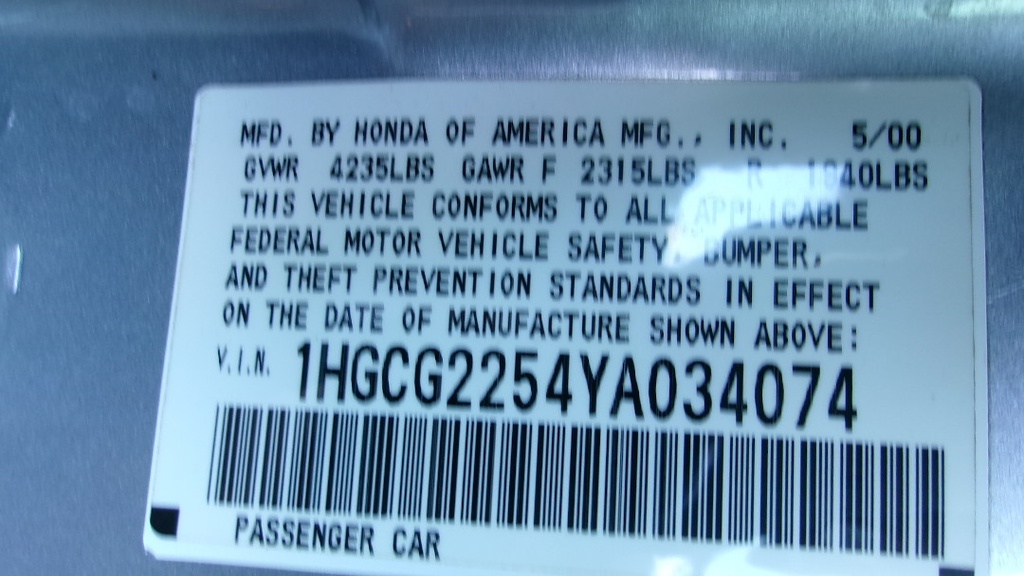 MFD. BY HONDA OF AMERICA MFG., INC. 5/00
GVWR 4235LBS GAWR F 2315LBS R 1940LBS
THIS VEHICLE CONFORMS TO ALL APPLICABLE
FEDERAL MOTOR VEHICLE SAFETY, BUMPER,
AND THEFT PREVENTION STANDARDS IN EFFECT
ON THE DATE OF MANUFACTURE SHOWN ABOVE:
V.I.N. 1HGCG2254YA034074
PASSENGER CAR